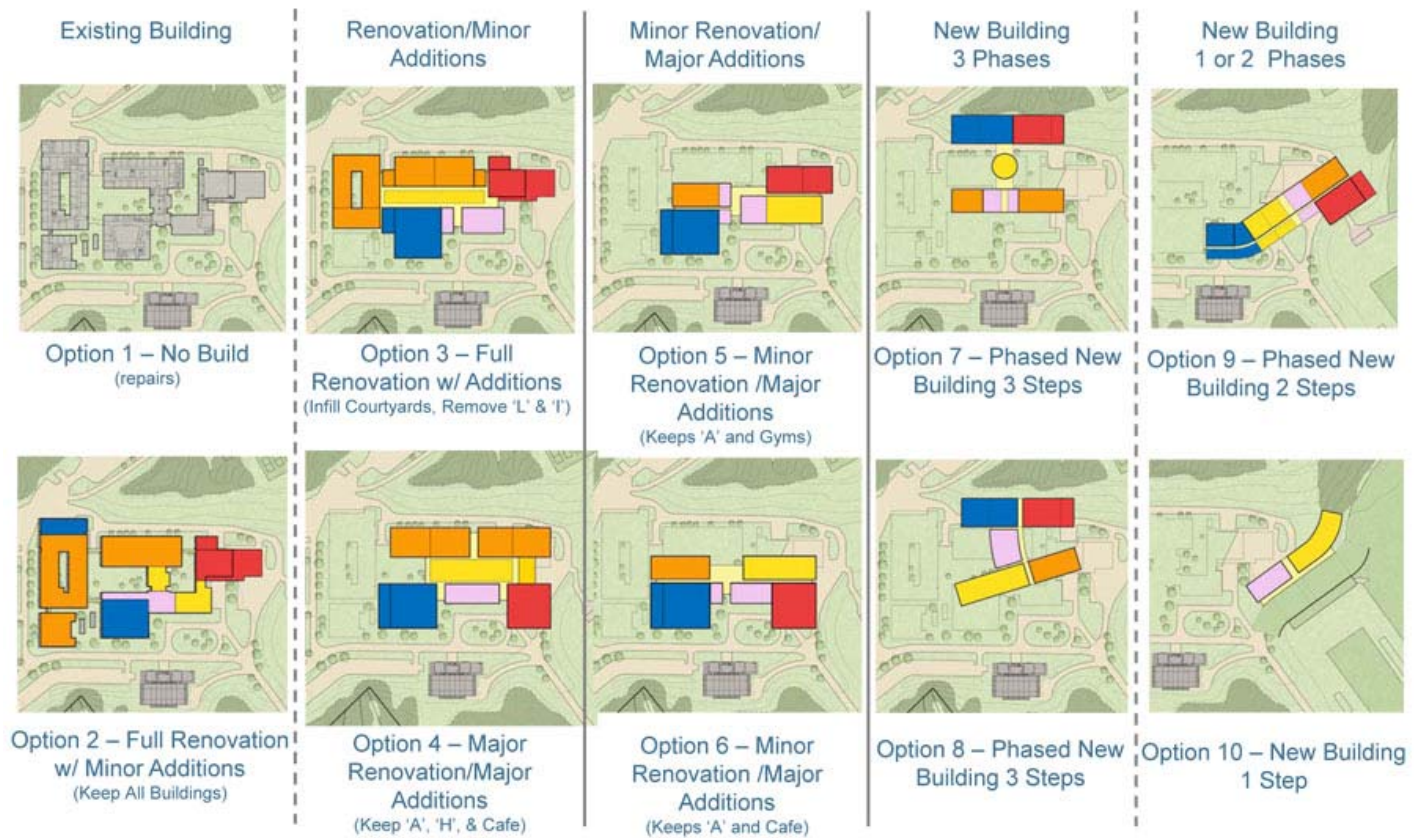 Existing Building
Renovation/Minor
Additions
Minor Renovation/
Major Additions
New Building
3 Phases
New Building
1 or 2 Phases
Option 1 – No Build
(repairs)
Option 3 – Full
Renovation w/ Additions
(Infill Courtyards, Remove ‘L’ & ‘I’)
Option 5 – Minor
Renovation /Major
Additions
(Keeps ‘A’ and Gyms)
Option 7 – Phased New
Building 3 Steps
Option 9 – Phased New
Building 2 Steps
Option 2 – Full Renovation
w/ Minor Additions
(Keep All Buildings)
Option 4 – Major
Renovation/Major
Additions
(Keep ‘A’, ‘H’, & Cafe)
Option 6 – Minor
Renovation /Major
Additions
(Keeps ‘A’ and Cafe)
Option 8 – Phased New
Building 3 Steps
Option 10 – New Building
1 Step